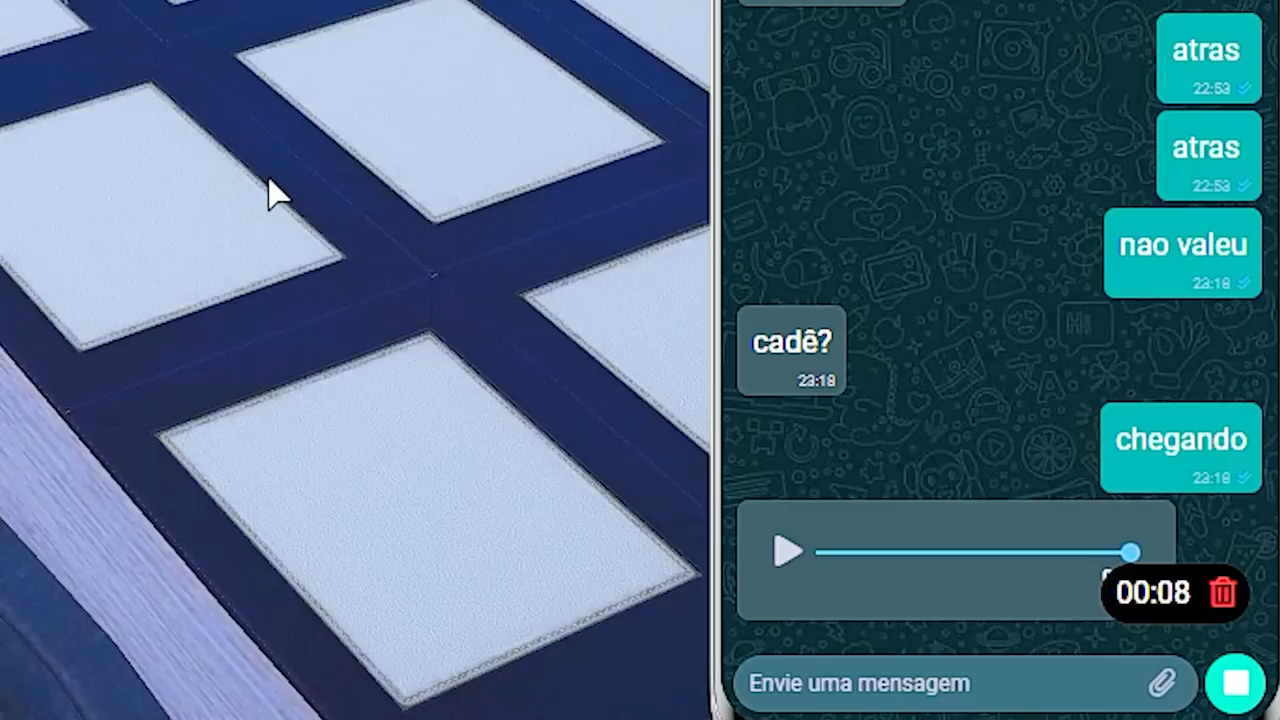 atras
22:53
atras
22:53
nao valeu
23:18
cadê?
23:18
chegando
23:18
00:08
Envie uma mensagem